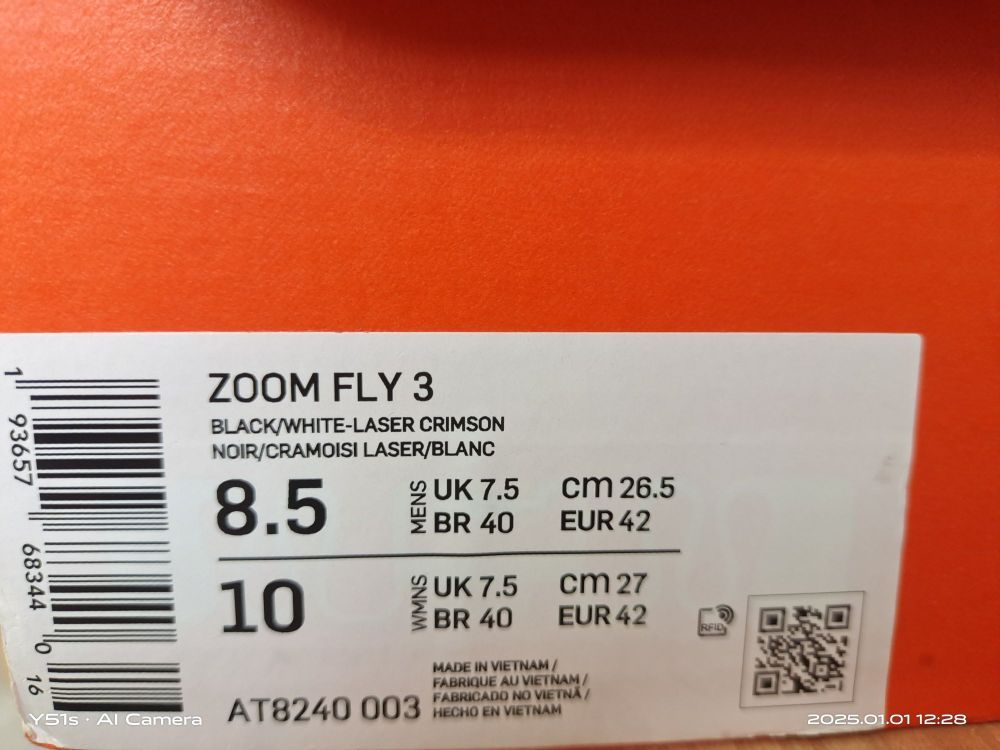 ZOOM FLY 3
BLACK/WHITE-LASER CRIMSON
NOIR/CRAMOISI LASER/BLANC
8.5 MENS UK 7.5 CM 26.5
BR 40 EUR 42
10 WMNS UK 7.5 CM 27
BR 40 EUR 42
RFID
MADE IN VIETNAM /
FABRIQUE AU VIETNAM /
FABRICADO NO VIETNÃ /
HECHO EN VIETNAM
AT8240 003
1 93657 68344 0 16
Y51s · AI Camera
2025.01.01 12:28